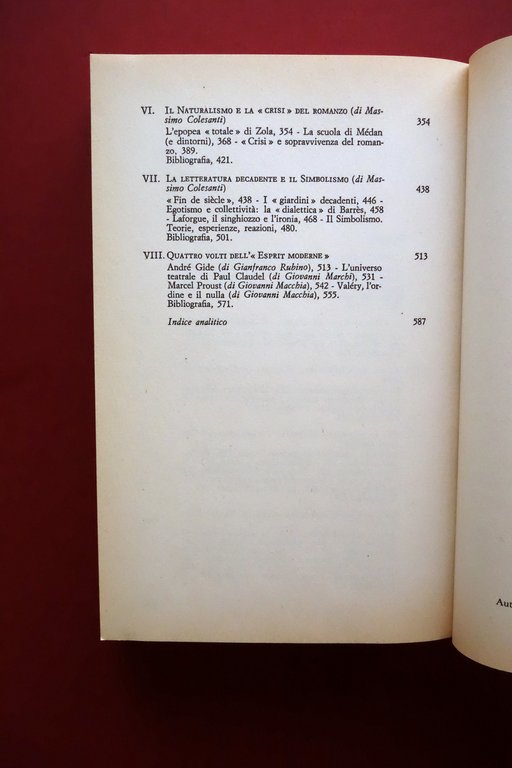 VI. Il Naturalismo e la « crisi » del romanzo (di Mas-
simo Colesanti) 354
L'epopea « totale » di Zola, 354 - La scuola di Médan
(e dintorni), 368 - « Crisi » e sopravvivenza del roman-
zo, 389.
Bibliografia, 421.
VII. La letteratura decadente e il Simbolismo (di Mas-
simo Colesanti) 438
« Fin de siècle », 438 - I « giardini » decadenti, 446 -
Egotismo e collettività: la « dialettica » di Barrès, 458
- Laforgue, il singhiozzo e l'ironia, 468 - Il Simbolismo.
Teorie, esperienze, reazioni, 480.
Bibliografia, 501.
VIII. Quattro volti dell'« Esprit moderne » 513
André Gide (di Gianfranco Rubino), 513 - L'universo
teatrale di Paul Claudel (di Giovanni Marchi), 531 -
Marcel Proust (di Giovanni Macchia), 542 - Valéry, l'or-
dine e il nulla (di Giovanni Macchia), 555.
Bibliografia, 571.
Indice analitico 587
Aut